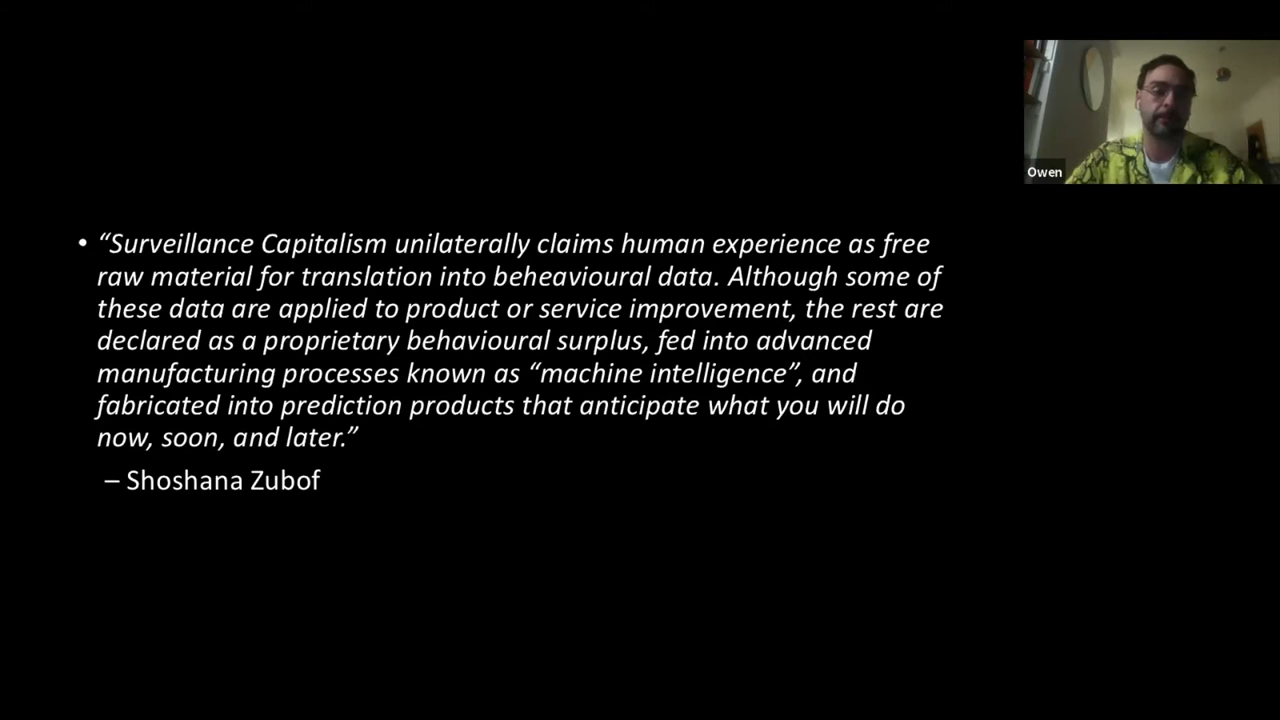 • “Surveillance Capitalism unilaterally claims human experience as free
raw material for translation into beheavioural data. Although some of
these data are applied to product or service improvement, the rest are
declared as a proprietary behavioural surplus, fed into advanced
manufacturing processes known as “machine intelligence”, and
fabricated into prediction products that anticipate what you will do
now, soon, and later.”
– Shoshana Zubof
Owen